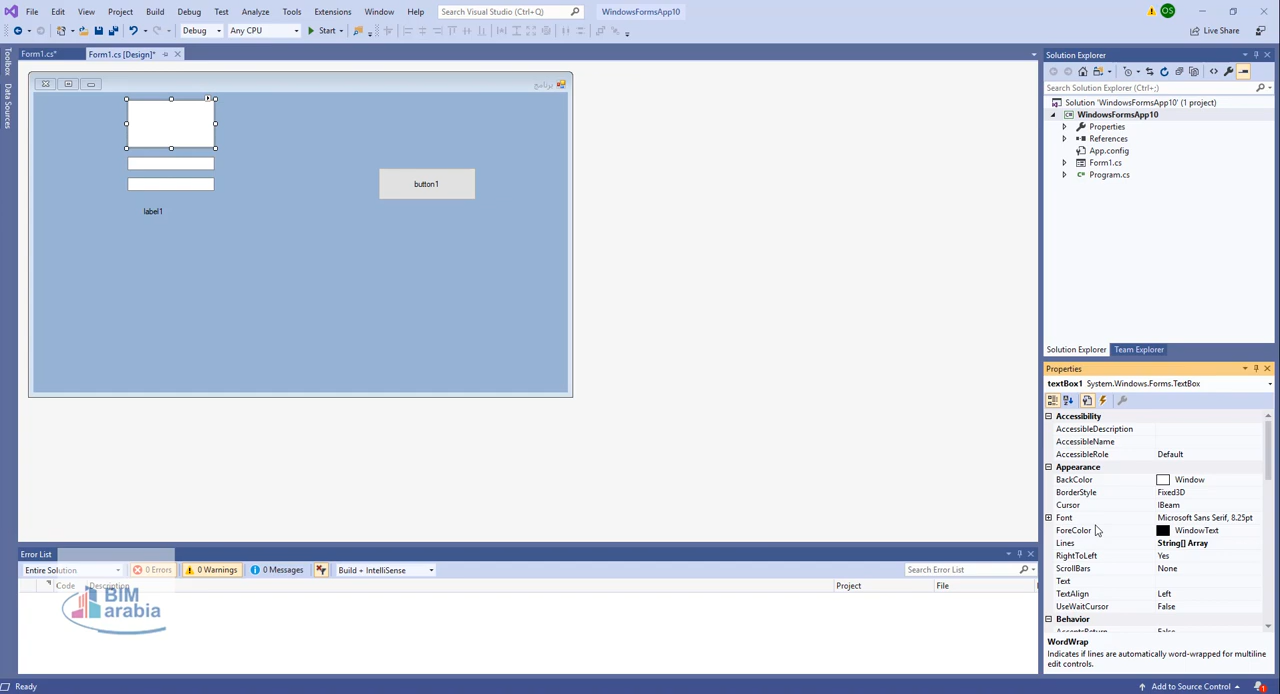 File Edit View Project Build Debug Test Analyze Tools Extensions Window Help Search Visual Studio (Ctrl+Q) WindowsFormsApp10 OS
Debug Any CPU Start Live Share
Toolbox
Data Sources
Form1.cs* Form1.cs [Design]*
برنامج
button1
label1
Solution Explorer
Search Solution Explorer (Ctrl+;)
Solution 'WindowsFormsApp10' (1 project)
WindowsFormsApp10
Properties
References
App.config
Form1.cs
Program.cs
Solution Explorer Team Explorer
Properties
textBox1 System.Windows.Forms.TextBox
Accessibility
AccessibleDescription
AccessibleName
AccessibleRole Default
Appearance
BackColor Window
BorderStyle Fixed3D
Cursor IBeam
Font Microsoft Sans Serif, 8.25pt
ForeColor WindowText
Lines String[] Array
RightToLeft Yes
ScrollBars None
Text
TextAlign Left
UseWaitCursor False
Behavior
AcceptsReturn False
WordWrap
Indicates if lines are automatically word-wrapped for multiline
edit controls.
Error List
Entire Solution 0 Errors 0 Warnings 0 Messages Build + IntelliSense Search Error List
Code Description Project File
BIM
arabia
Ready Add to Source Control 1